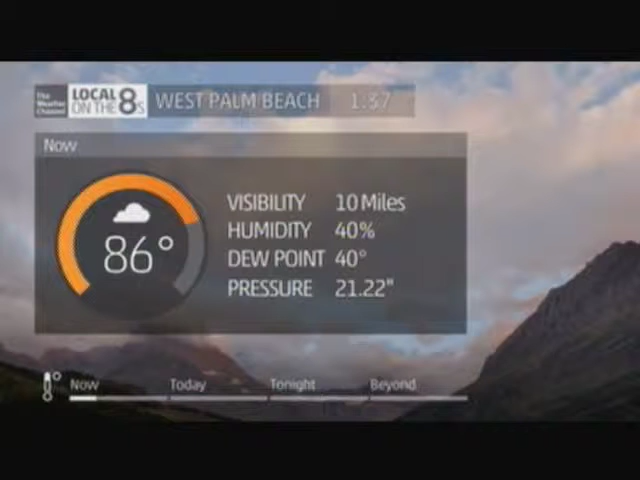 The Weather Channel LOCAL ON THE 8s WEST PALM BEACH 1:37
Now
86°
VISIBILITY 10 Miles
HUMIDITY 40%
DEW POINT 40°
PRESSURE 21.22"
Now Today Tonight Beyond